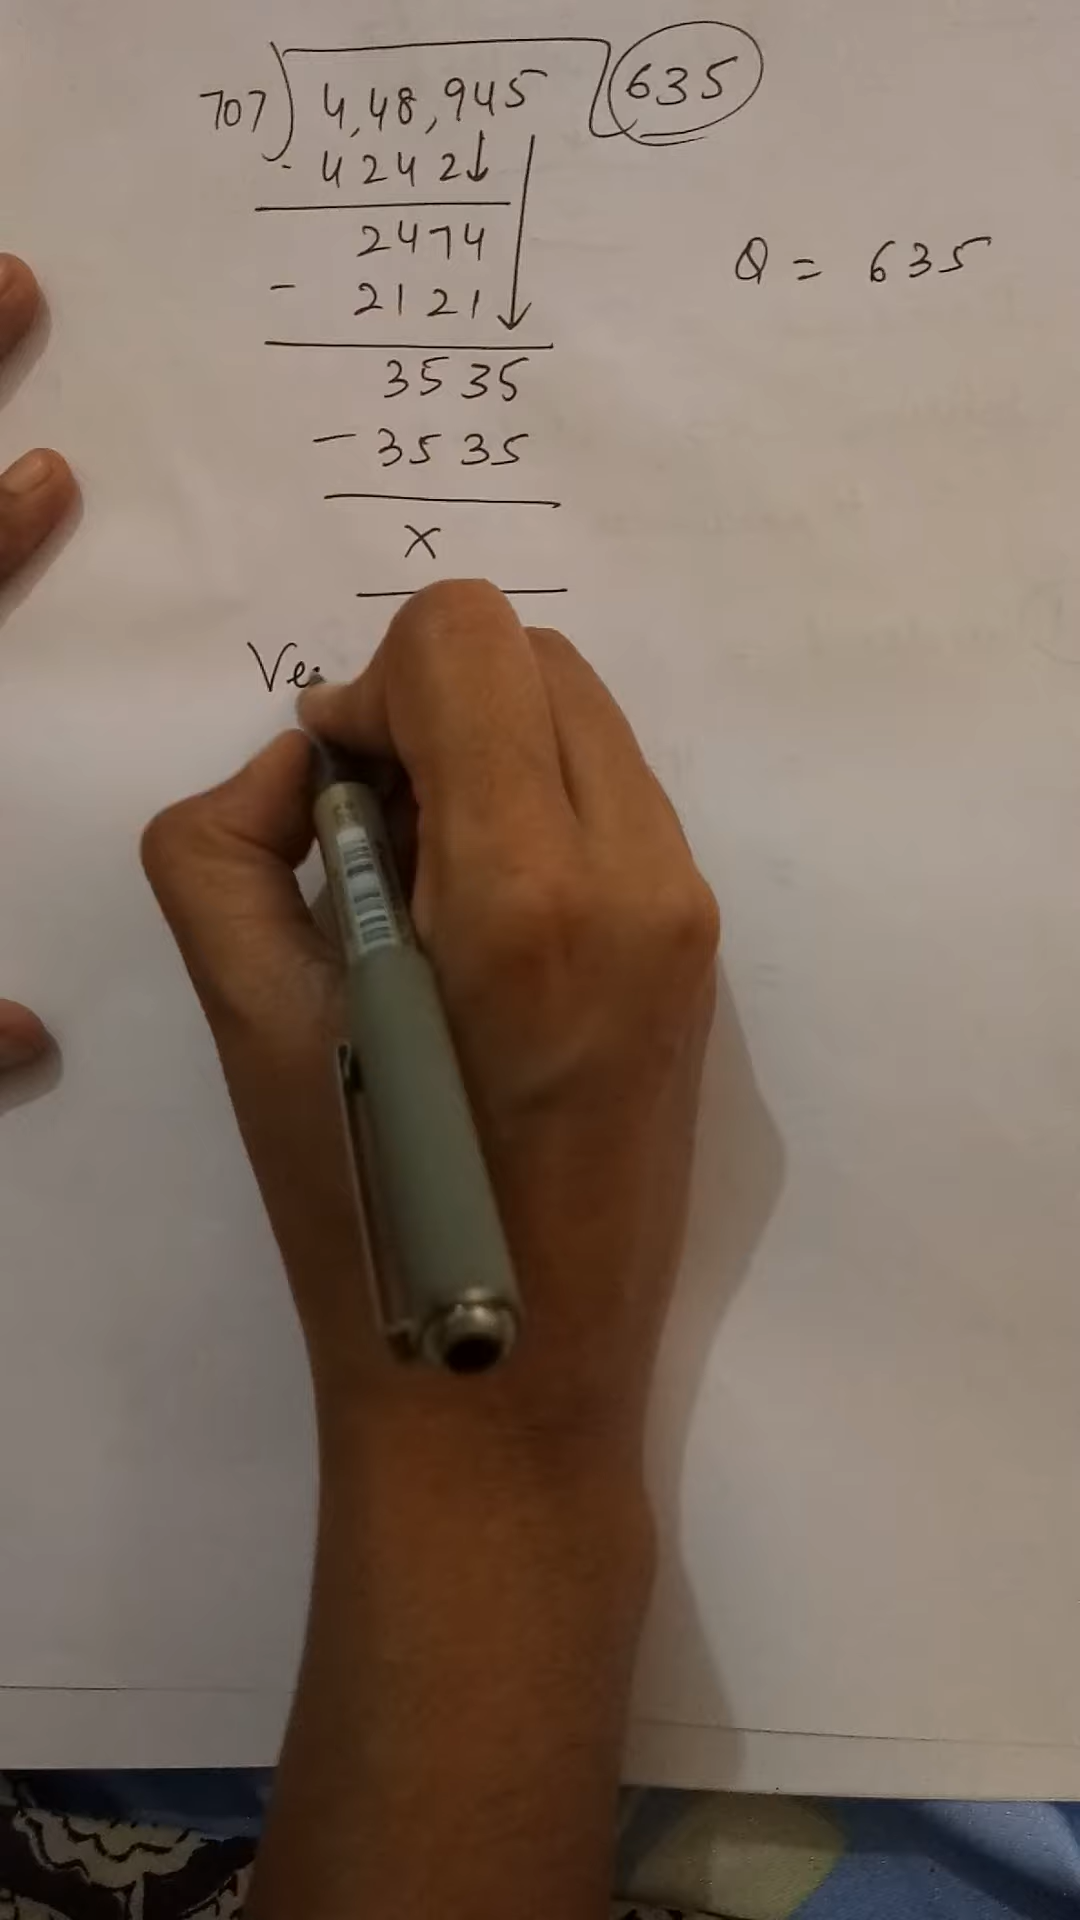 707) 4,48,945 (635
- 4242↓
2474
- 2121↓
Q = 635
3535
- 3535
x
Ve